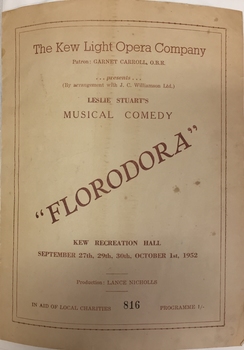 The Kew Light Opera Company
Patron: GARNET CARROLL, O.B.E.
... presents ...
(By arrangement with J. C. Williamson Ltd.)
LESLIE STUART'S
MUSICAL COMEDY
"FLORODORA"
KEW RECREATION HALL
SEPTEMBER 27th, 29th, 30th, OCTOBER 1st, 1952
Production: LANCE NICHOLLS
IN AID OF LOCAL CHARITIES 816 PROGRAMME 1/-